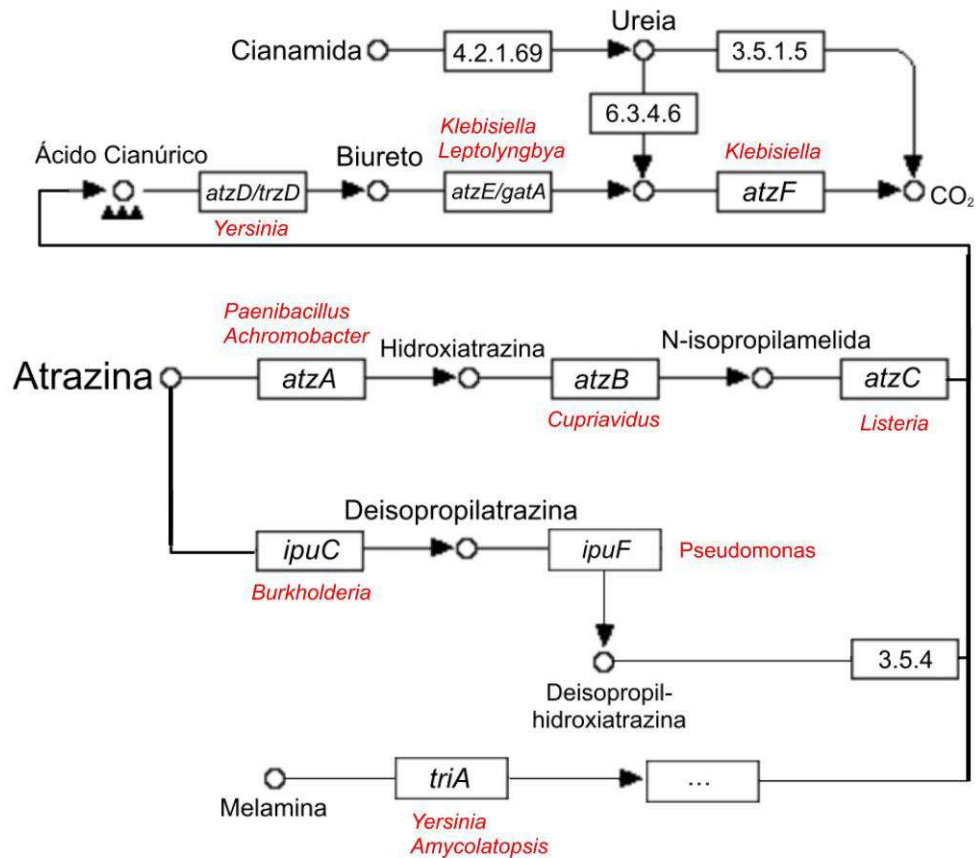 Ureia
Cianamida
4.2.1.69
3.5.1.5
6.3.4.6
Klebisiella
Leptolyngbya
Klebisiella
Ácido Cianúrico
Biureto
atzD/trzD
atzE/gatA
atzF
CO₂
Yersinia
Paenibacillus
Achromobacter
Hidroxiatrazina
N-isopropilamelida
Atrazina
atzA
atzB
atzC
Cupriavidus
Listeria
Deisopropilatrazina
ipuC
ipuF
Pseudomonas
Burkholderia
3.5.4
Deisopropil-
hidroxiatrazina
triA
...
Melamina
Yersinia
Amycolatopsis